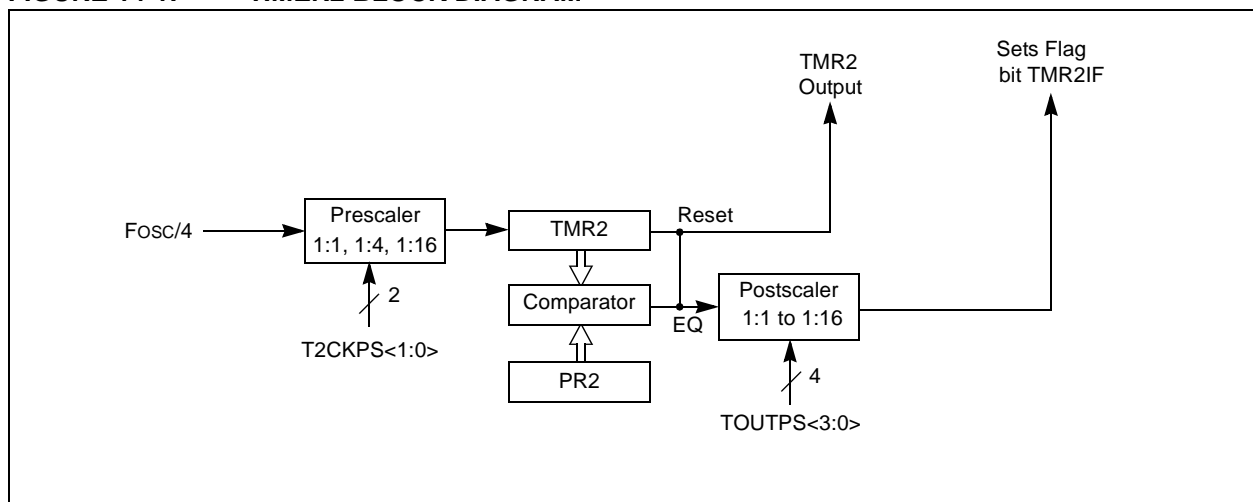 TMR2
Output
Sets Flag
bit TMR2IF
FOSC/4
Prescaler
1:1, 1:4, 1:16
TMR2
Reset
2
Comparator
EQ
Postscaler
1:1 to 1:16
T2CKPS<1:0>
PR2
4
TOUTPS<3:0>